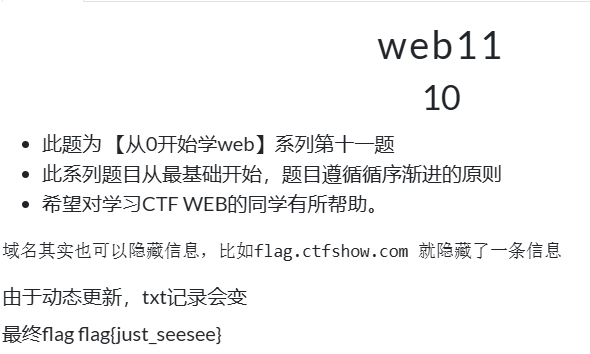 web11
10
此题为 【从0开始学web】系列第十一题
此系列题目从最基础开始，题目遵循循序渐进的原则
希望对学习CTF WEB的同学有所帮助。
域名其实也可以隐藏信息，比如flag.ctfshow.com 就隐藏了一条信息
由于动态更新，txt记录会变
最终flag flag{just_seesee}